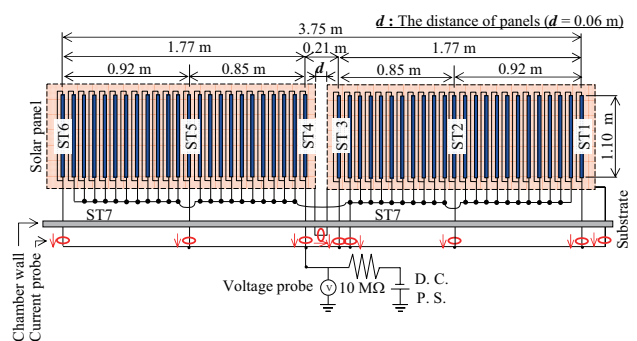 d : The distance of panels (d = 0.06 m)
3.75 m
1.77 m
0.21 m
1.77 m
0.92 m
0.85 m
d
0.85 m
0.92 m
Solar panel
ST6
ST5
ST4
ST 3
ST2
ST1
1.10 m
ST7
ST7
Chamber wall
Current probe
Substrate
Voltage probe
V
10 MΩ
D. C.
P. S.